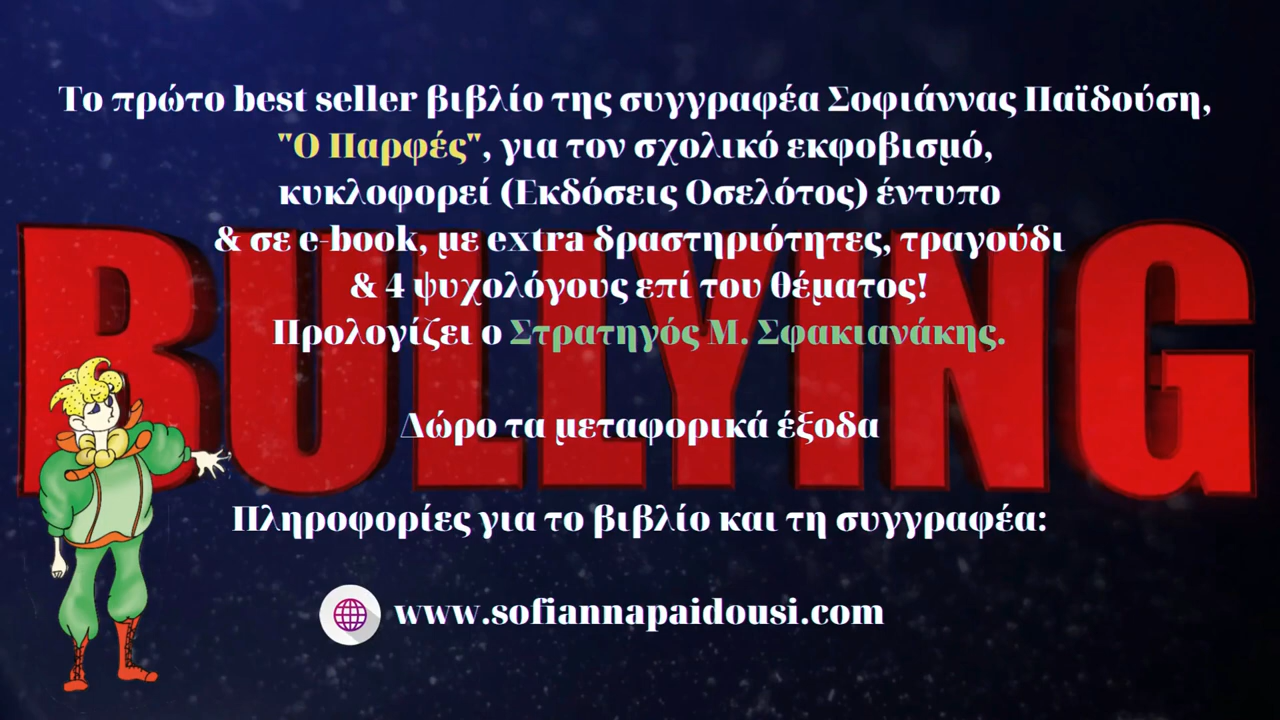 Το πρώτο best seller βιβλίο της συγγραφέα Σοφιάννας Παϊδούση,
"Ο Παρφές", για τον σχολικό εκφοβισμό,
κυκλοφορεί (Εκδόσεις Οσελότος) έντυπο
& σε e-book, με extra δραστηριότητες, τραγούδι
& 4 ψυχολόγους επί του θέματος!
Προλογίζει ο Στρατηγός Μ. Σφακιανάκης.
BULLYING
Δώρο τα μεταφορικά έξοδα
Πληροφορίες για το βιβλίο και τη συγγραφέα:
www.sofiannapaidousi.com